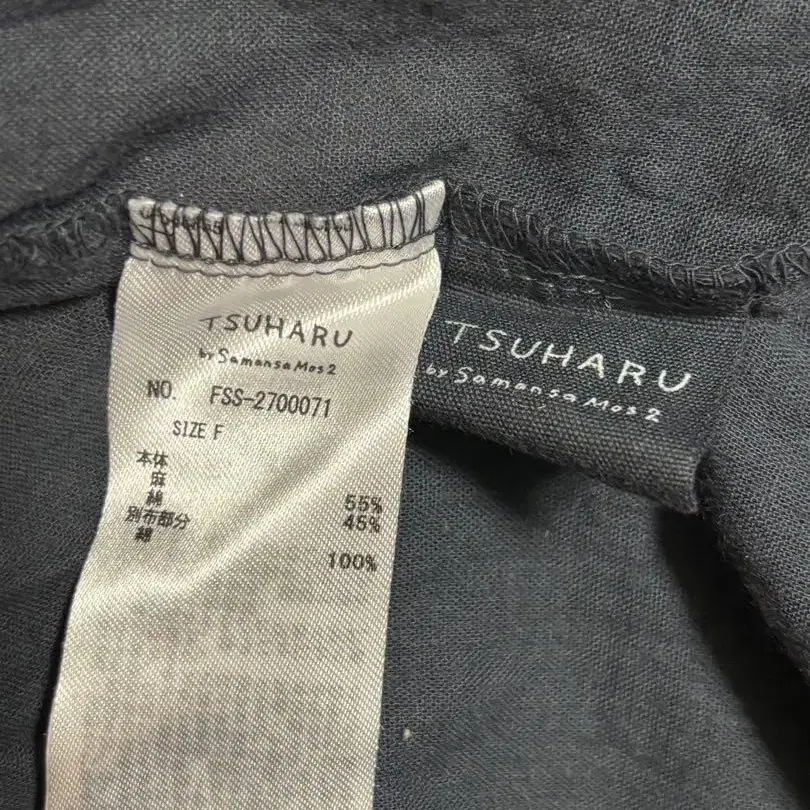 TSUHARU
by Samansa Mos2
NO. FSS-2700071
SIZE F
本体
麻 55%
綿 45%
別布部分
綿 100%
TSUHARU
by Samansa Mos2